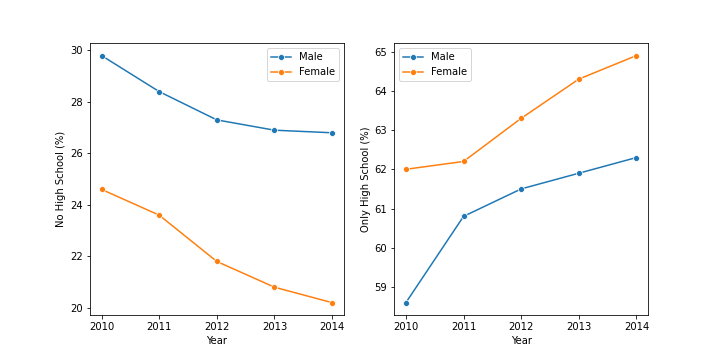 No High School (%)
30
28
26
24
22
20
Male
Female
2010 2011 2012 2013 2014
Year
Only High School (%)
65
64
63
62
61
60
59
Male
Female
2010 2011 2012 2013 2014
Year